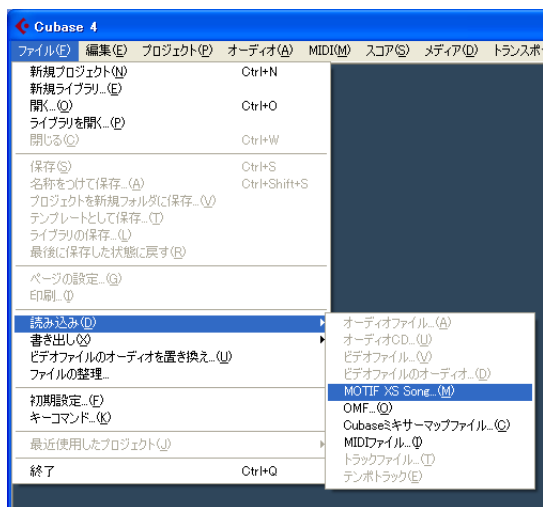 Cubase 4
ファイル(F) 編集(E) プロジェクト(P) オーディオ(A) MIDI(M) スコア(S) メディア(D) トランスポ
新規プロジェクト(N) Ctrl+N
新規ライブラリ...(E)
開く...(O) Ctrl+O
ライブラリを開く...(P)
閉じる(C) Ctrl+W
保存(S) Ctrl+S
名称をつけて保存...(A) Ctrl+Shift+S
プロジェクトを新規フォルダに保存...(V)
テンプレートとして保存...(T)
ライブラリの保存...(L)
最後に保存した状態に戻す(R)
ページの設定...(G)
印刷...(I)
読み込み(D)
書き出し(X)
ビデオファイルのオーディオを置き換え...(U)
ファイルの整理...
初期設定...(F)
キーコマンド...(K)
最近使用したプロジェクト(J)
終了 Ctrl+Q
オーディオファイル...(A)
オーディオCD...(U)
ビデオファイル...(V)
ビデオファイルのオーディオ...(D)
MOTIF XS Song...(M)
OMF...(O)
Cubaseミキサーマップファイル...(C)
MIDIファイル...(I)
トラックファイル...(T)
テンポトラック(E)